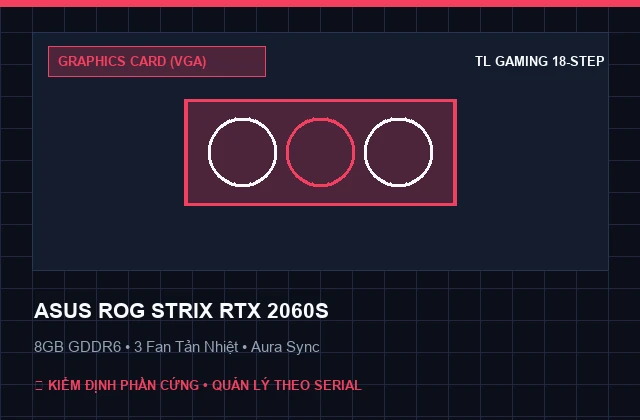 GRAPHICS CARD (VGA)
TL GAMING 18-STEP
ASUS ROG STRIX RTX 2060S
8GB GDDR6 • 3 Fan Tản Nhiệt • Aura Sync
KIỂM ĐỊNH PHẦN CỨNG • QUẢN LÝ THEO SERIAL